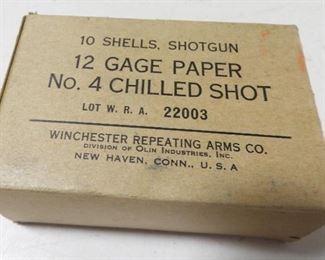 10 SHELLS, SHOTGUN
12 GAGE PAPER
No. 4 CHILLED SHOT
LOT W. R. A. 22003
WINCHESTER REPEATING ARMS CO.
DIVISION OF OLIN INDUSTRIES, INC.
NEW HAVEN, CONN., U. S. A